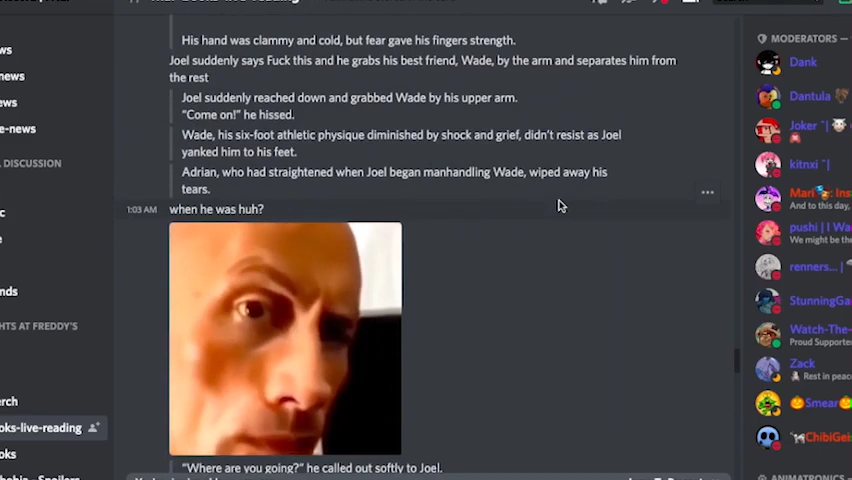 His hand was clammy and cold, but fear gave his fingers strength.
Joel suddenly says Fuck this and he grabs his best friend, Wade, by the arm and separates him from
the rest
Joel suddenly reached down and grabbed Wade by his upper arm.
“Come on!” he hissed.
Wade, his six-foot athletic physique diminished by shock and grief, didn’t resist as Joel
yanked him to his feet.
Adrian, who had straightened when Joel began manhandling Wade, wiped away his
tears.
1:03 AM
when he was huh?
“Where are you going?” he called out softly to Joel.
ws
news
ws
e-news
DISCUSSION
c
nds
HTS AT FREDDY'S
erch
oks-live-reading
oks
MODERATORS —
Dank
Dantula
Joker ~|
kitnxi ~|
Mari : Ins
And to this day,
pushi | I Wa
We might be the
renners... |
StunningGa
Watch-The-
Proud Supporte
Zack
Rest in peac
Smear
ChibiGei
ANIMATRONICS —